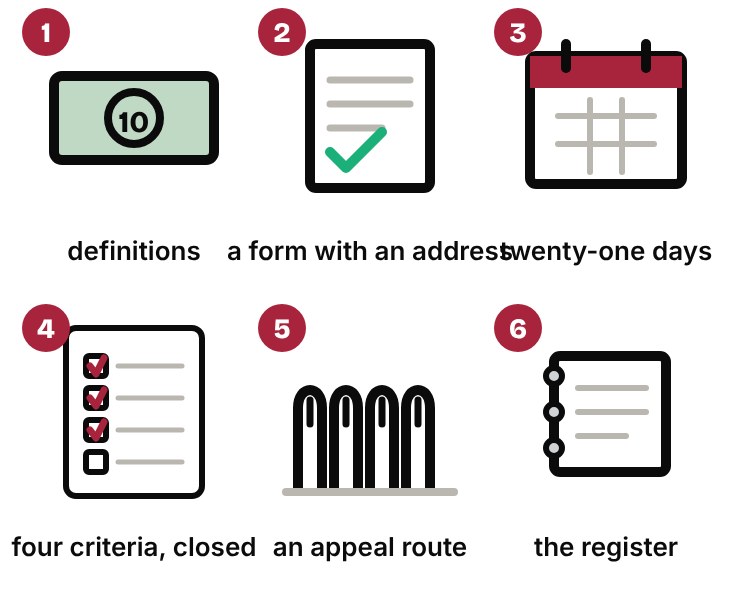 1
10
definitions
2
a form with an address
3
twenty-one days
4
four criteria, closed
5
an appeal route
6
the register